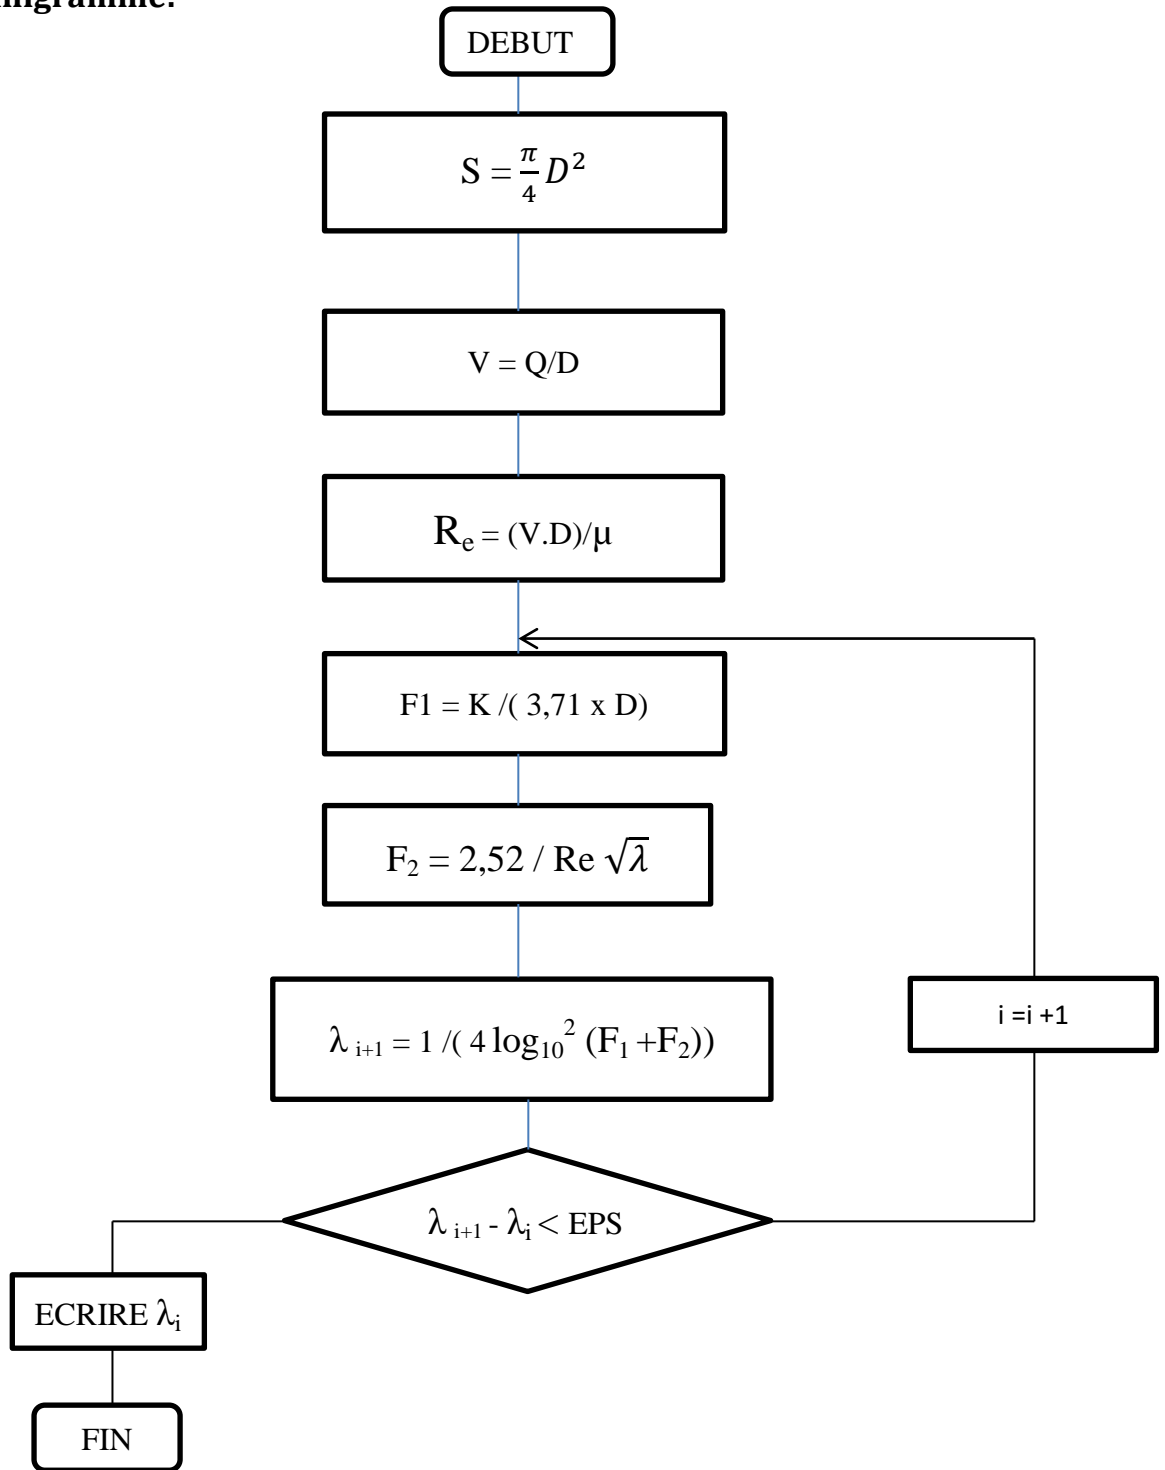 DEBUT
S = π/4 D²
V = Q/D
Rₑ = (V.D)/µ
F1 = K /( 3,71 x D)
F₂ = 2,52 / Re √λ
λ ᵢ₊₁ = 1 /( 4 log₁₀² (F₁ +F₂))
i =i +1
λ ᵢ₊₁ - λᵢ < EPS
ECRIRE λᵢ
FIN